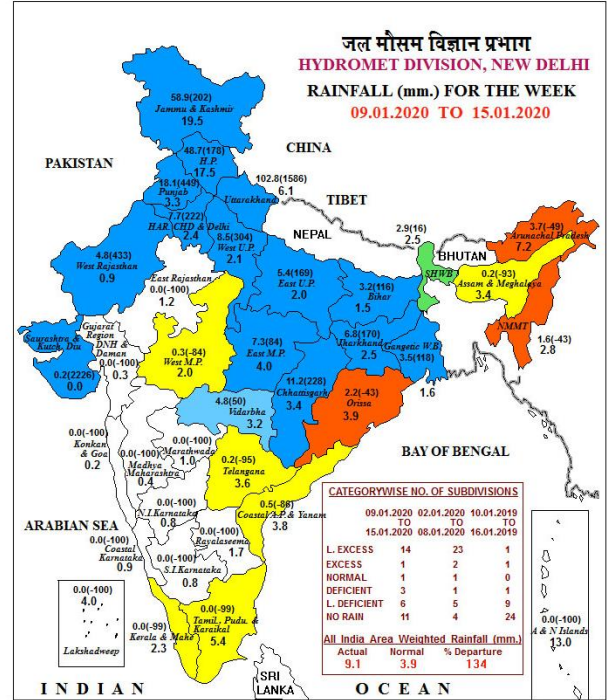 जल मौसम विज्ञान प्रभाग
HYDROMET DIVISION, NEW DELHI
RAINFALL (mm.) FOR THE WEEK
09.01.2020 TO 15.01.2020
58.9(202)
Jammu & Kashmir
19.5
CHINA
PAKISTAN
48.7(178)
H.P.
17.5
18.1(449)
Punjab
3.3
102.8(1586)
Uttarakhand
6.1
TIBET
7.7(222)
HAR. CHD & Delhi
2.4
8.5(304)
West U.P.
2.1
NEPAL
2.9(16)
2.5
SHWB
BHUTAN
3.7(-49)
Arunachal Pradesh
7.2
4.8(433)
West Rajasthan
0.9
East Rajasthan
0.0(-100)
1.2
5.4(169)
East U.P.
2.0
3.2(116)
Bihar
1.5
0.2(-93)
Assam & Meghalaya
3.4
NMMT
1.6(-43)
2.8
Saurashtra &
Kutch, Diu
0.2(2226)
0.0
Gujarat
Region
DNH &
Daman
0.0(-100)
0.3
0.3(-84)
West M.P.
2.0
7.3(84)
East M.P.
4.0
6.8(170)
Jharkhand
2.5
Gangetic W.B.
3.5(118)
1.6
11.2(228)
Chhattisgarh
3.4
2.2(-43)
Orissa
3.9
4.8(50)
Vidarbha
3.2
0.0(-100)
Konkan
& Goa
0.2
0.0(-100)
Madhya
Maharashtra
0.4
0.0(-100)
Marathwada
1.0
0.2(-95)
Telangana
3.6
BAY OF BENGAL
0.5(-86)
Coastal A.P. & Yanam
3.8
0.0(-100)
N.I.Karnataka
0.8
ARABIAN SEA
0.0(-100)
Coastal
Karnataka
0.9
0.0(-100)
Rayalaseema
1.7
0.0(-100)
S.I.Karnataka
0.8
0.0(-100)
4.0
Lakshadweep
0.0(-99)
Kerala & Mahe
2.3
0.0(-99)
Tamil, Pudu. &
Karaikal
5.4
CATEGORYWISE NO. OF SUBDIVISIONS
09.01.2020 02.01.2020 10.01.2019
TO TO TO
15.01.2020 08.01.2020 16.01.2019
L. EXCESS 14 23 1
EXCESS 1 2 1
NORMAL 1 1 0
DEFICIENT 3 1 1
L. DEFICIENT 6 5 9
NO RAIN 11 4 24
All India Area Weighted Rainfall (mm.)
Actual Normal % Departure
9.1 3.9 134
0.0(-100)
A & N Islands
13.0
SRI
LANKA
INDIAN OCEAN